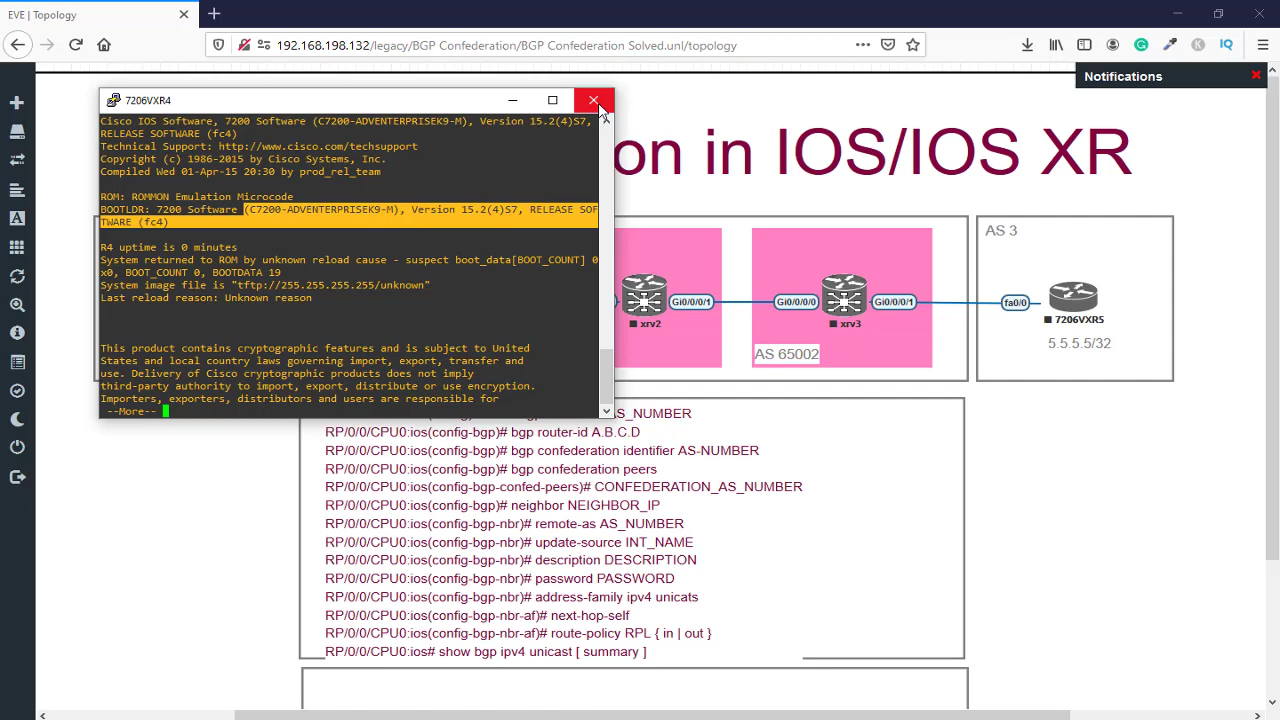 EVE | Topology
192.168.198.132/legacy/BGP Confederation/BGP Confederation Solved.unl/topology
Notifications
7206VXR4
Cisco IOS Software, 7200 Software (C7200-ADVENTERPRISEK9-M), Version 15.2(4)S7,
RELEASE SOFTWARE (fc4)
Technical Support: http://www.cisco.com/techsupport
Copyright (c) 1986-2015 by Cisco Systems, Inc.
Compiled Wed 01-Apr-15 20:30 by prod_rel_team
ROM: ROMMON Emulation Microcode
BOOTLDR: 7200 Software (C7200-ADVENTERPRISEK9-M), Version 15.2(4)S7, RELEASE SOF
TWARE (fc4)
R4 uptime is 0 minutes
System returned to ROM by unknown reload cause - suspect boot_data[BOOT_COUNT] 0
x0, BOOT_COUNT 0, BOOTDATA 19
System image file is "tftp://255.255.255.255/unknown"
Last reload reason: Unknown reason
This product contains cryptographic features and is subject to United
States and local country laws governing import, export, transfer and
use. Delivery of Cisco cryptographic products does not imply
third-party authority to import, export, distribute or use encryption.
Importers, exporters, distributors and users are responsible for
--More--
on in IOS/IOS XR
Gi0/0/0/1
xrv2
Gi0/0/0/0
Gi0/0/0/1
xrv3
AS 65002
AS 3
fa0/0
7206VXR5
5.5.5.5/32
AS_NUMBER
RP/0/0/CPU0:ios(config-bgp)# bgp router-id A.B.C.D
RP/0/0/CPU0:ios(config-bgp)# bgp confederation identifier AS-NUMBER
RP/0/0/CPU0:ios(config-bgp)# bgp confederation peers
RP/0/0/CPU0:ios(config-bgp-confed-peers)# CONFEDERATION_AS_NUMBER
RP/0/0/CPU0:ios(config-bgp)# neighbor NEIGHBOR_IP
RP/0/0/CPU0:ios(config-bgp-nbr)# remote-as AS_NUMBER
RP/0/0/CPU0:ios(config-bgp-nbr)# update-source INT_NAME
RP/0/0/CPU0:ios(config-bgp-nbr)# description DESCRIPTION
RP/0/0/CPU0:ios(config-bgp-nbr)# password PASSWORD
RP/0/0/CPU0:ios(config-bgp-nbr)# address-family ipv4 unicats
RP/0/0/CPU0:ios(config-bgp-nbr-af)# next-hop-self
RP/0/0/CPU0:ios(config-bgp-nbr-af)# route-policy RPL { in | out }
RP/0/0/CPU0:ios# show bgp ipv4 unicast [ summary ]